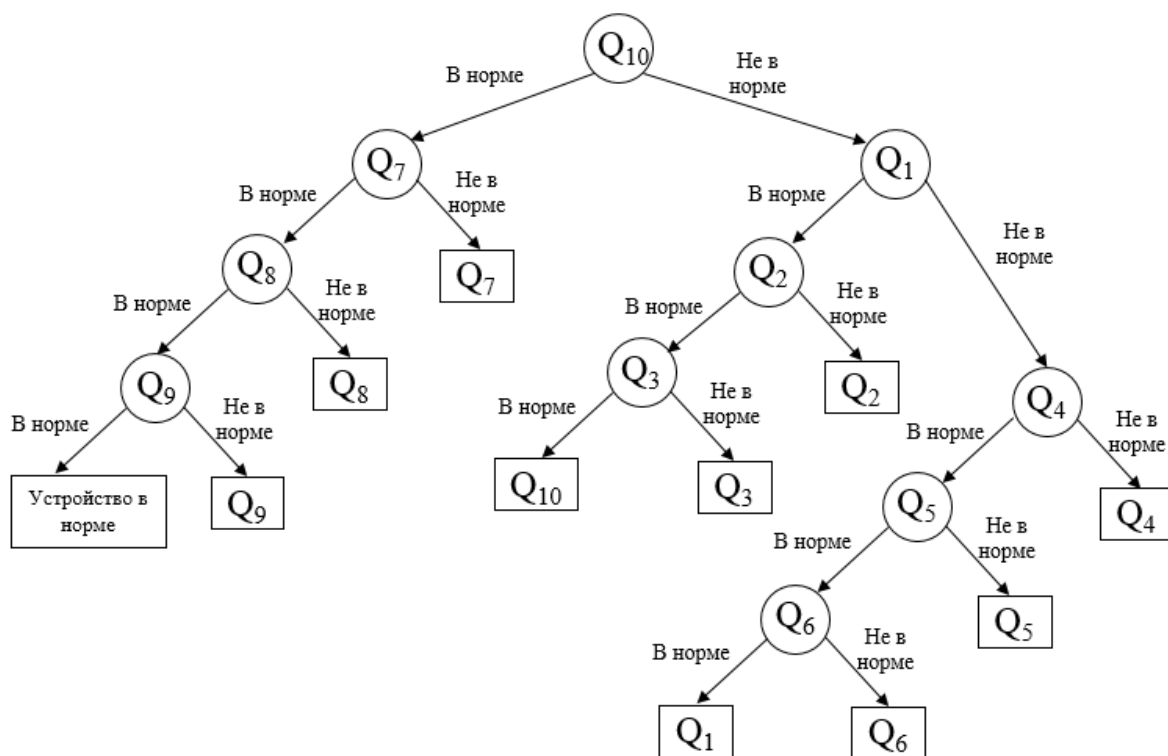 Q10
В норме
Не в
норме
Q7
Q1
В норме
Не в
норме
В норме
Не в
норме
Q8
Q7
Q2
В норме
Не в
норме
В норме
Не в
норме
Q9
Q8
Q3
Q2
Q4
В норме
Не в
норме
В норме
Не в
норме
В норме
Не в
норме
Устройство в
норме
Q9
Q10
Q3
Q5
Q4
В норме
Не в
норме
Q6
Q5
В норме
Не в
норме
Q1
Q6